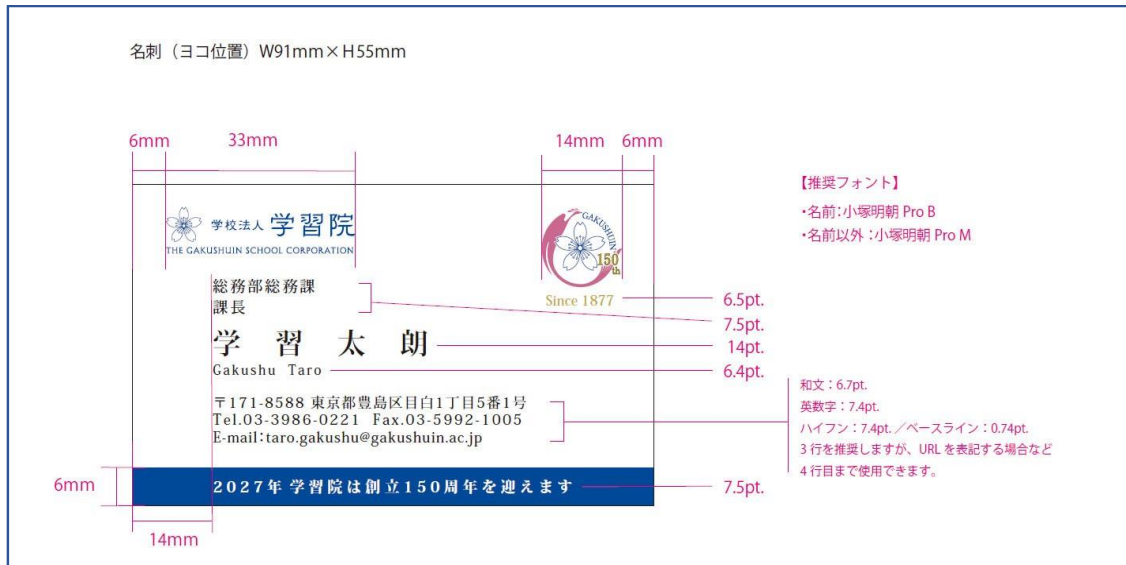 名刺（ヨコ位置）W91mm×H55mm
6mm
33mm
14mm
6mm
学校法人 学習院
THE GAKUSHUIN SCHOOL CORPORATION
GAKUSHUIN
150
th
Since 1877
6.5pt.
【推奨フォント】
・名前:小塚明朝 Pro B
・名前以外：小塚明朝 Pro M
総務部総務課
課長
7.5pt.
学 習 太 朗
14pt.
Gakushu Taro
6.4pt.
〒171-8588 東京都豊島区目白1丁目5番1号
Tel.03-3986-0221 Fax.03-5992-1005
E-mail:taro.gakushu@gakushuin.ac.jp
和文：6.7pt.
英数字：7.4pt.
ハイフン：7.4pt. ／ベースライン：0.74pt.
3 行を推奨しますが、URL を表記する場合など
4 行目まで使用できます。
6mm
2027年 学習院は創立150周年を迎えます
7.5pt.
14mm